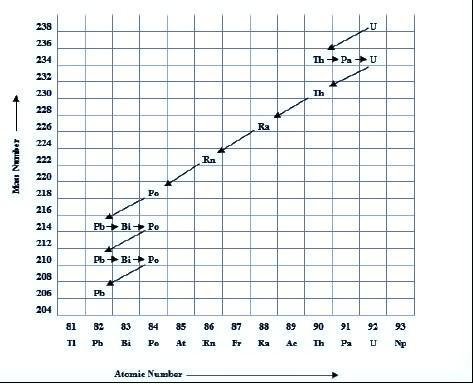 238 U
236
234 Th Pa U
232
230 Th
228
226 Ra
224
222 Rn
220
218 Po
216
214 Pb Bi Po
212
210 Pb Bi Po
208
206 Pb
204
Mass Number
81 82 83 84 85 86 87 88 89 90 91 92 93
Tl Pb Bi Po At Rn Fr Ra Ac Th Pa U Np
Atomic Number